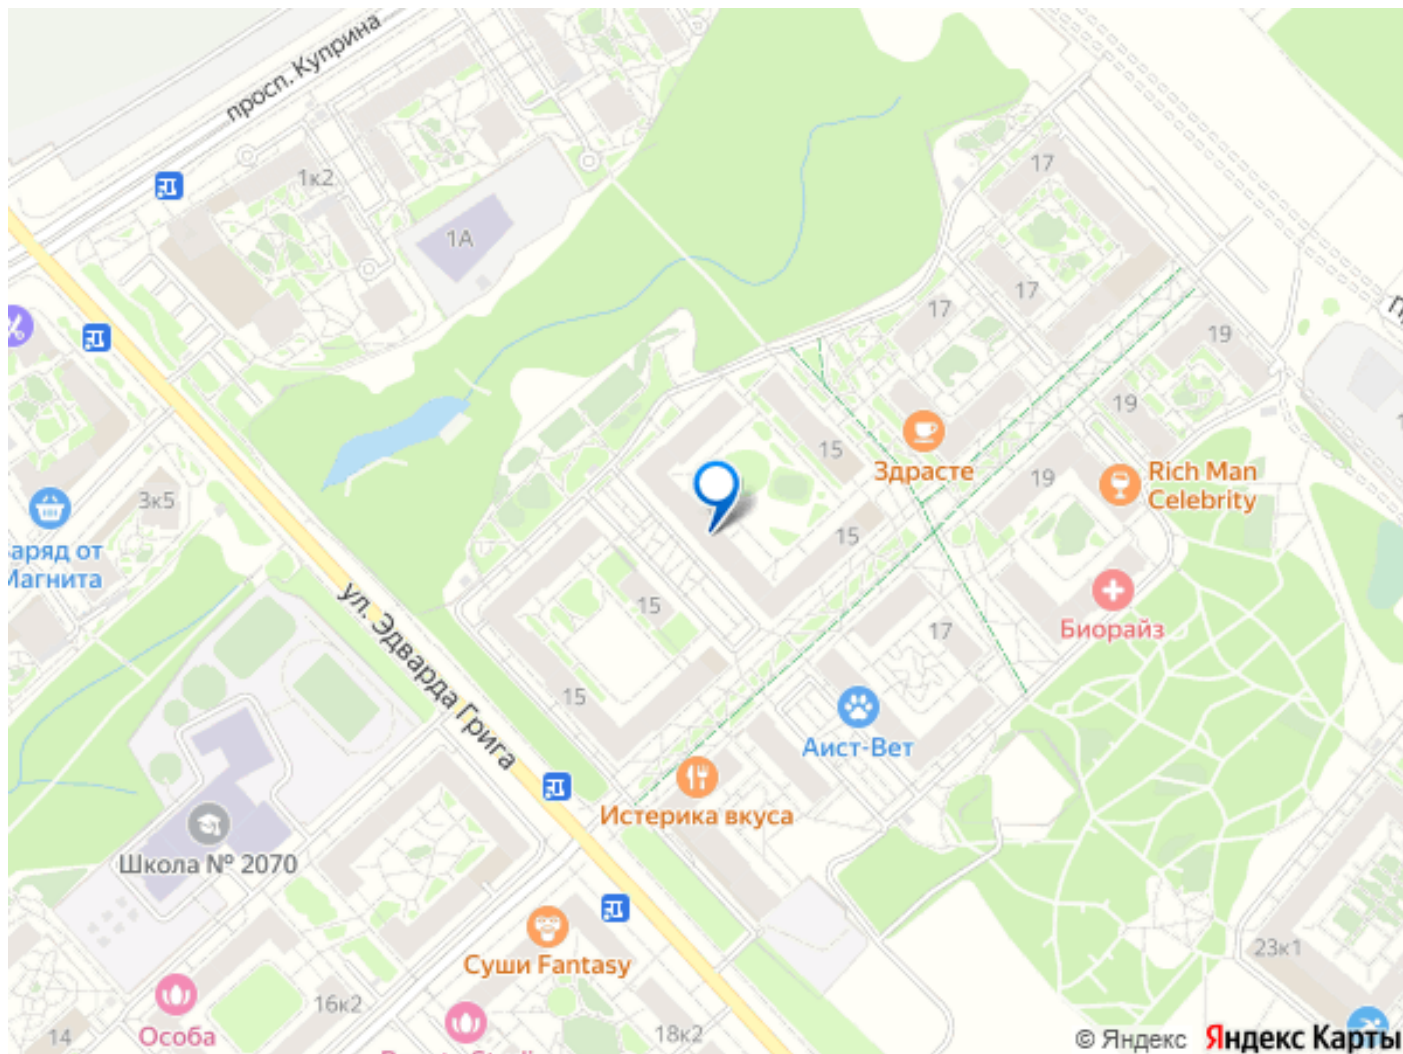 просп. Куприна
1к2
1А
17
17
17
19
19
15
Здрасте
19
Rich Man
Celebrity
3к5
аряд от
Магнита
15
ул. Эдварда Грига
15
17
Биорайз
15
Аист-Вет
Истерика вкуса
Школа № 2070
Суши Fantasy
23к1
16к2
14
Особа
18к2
© Яндекс Яндекс Карты